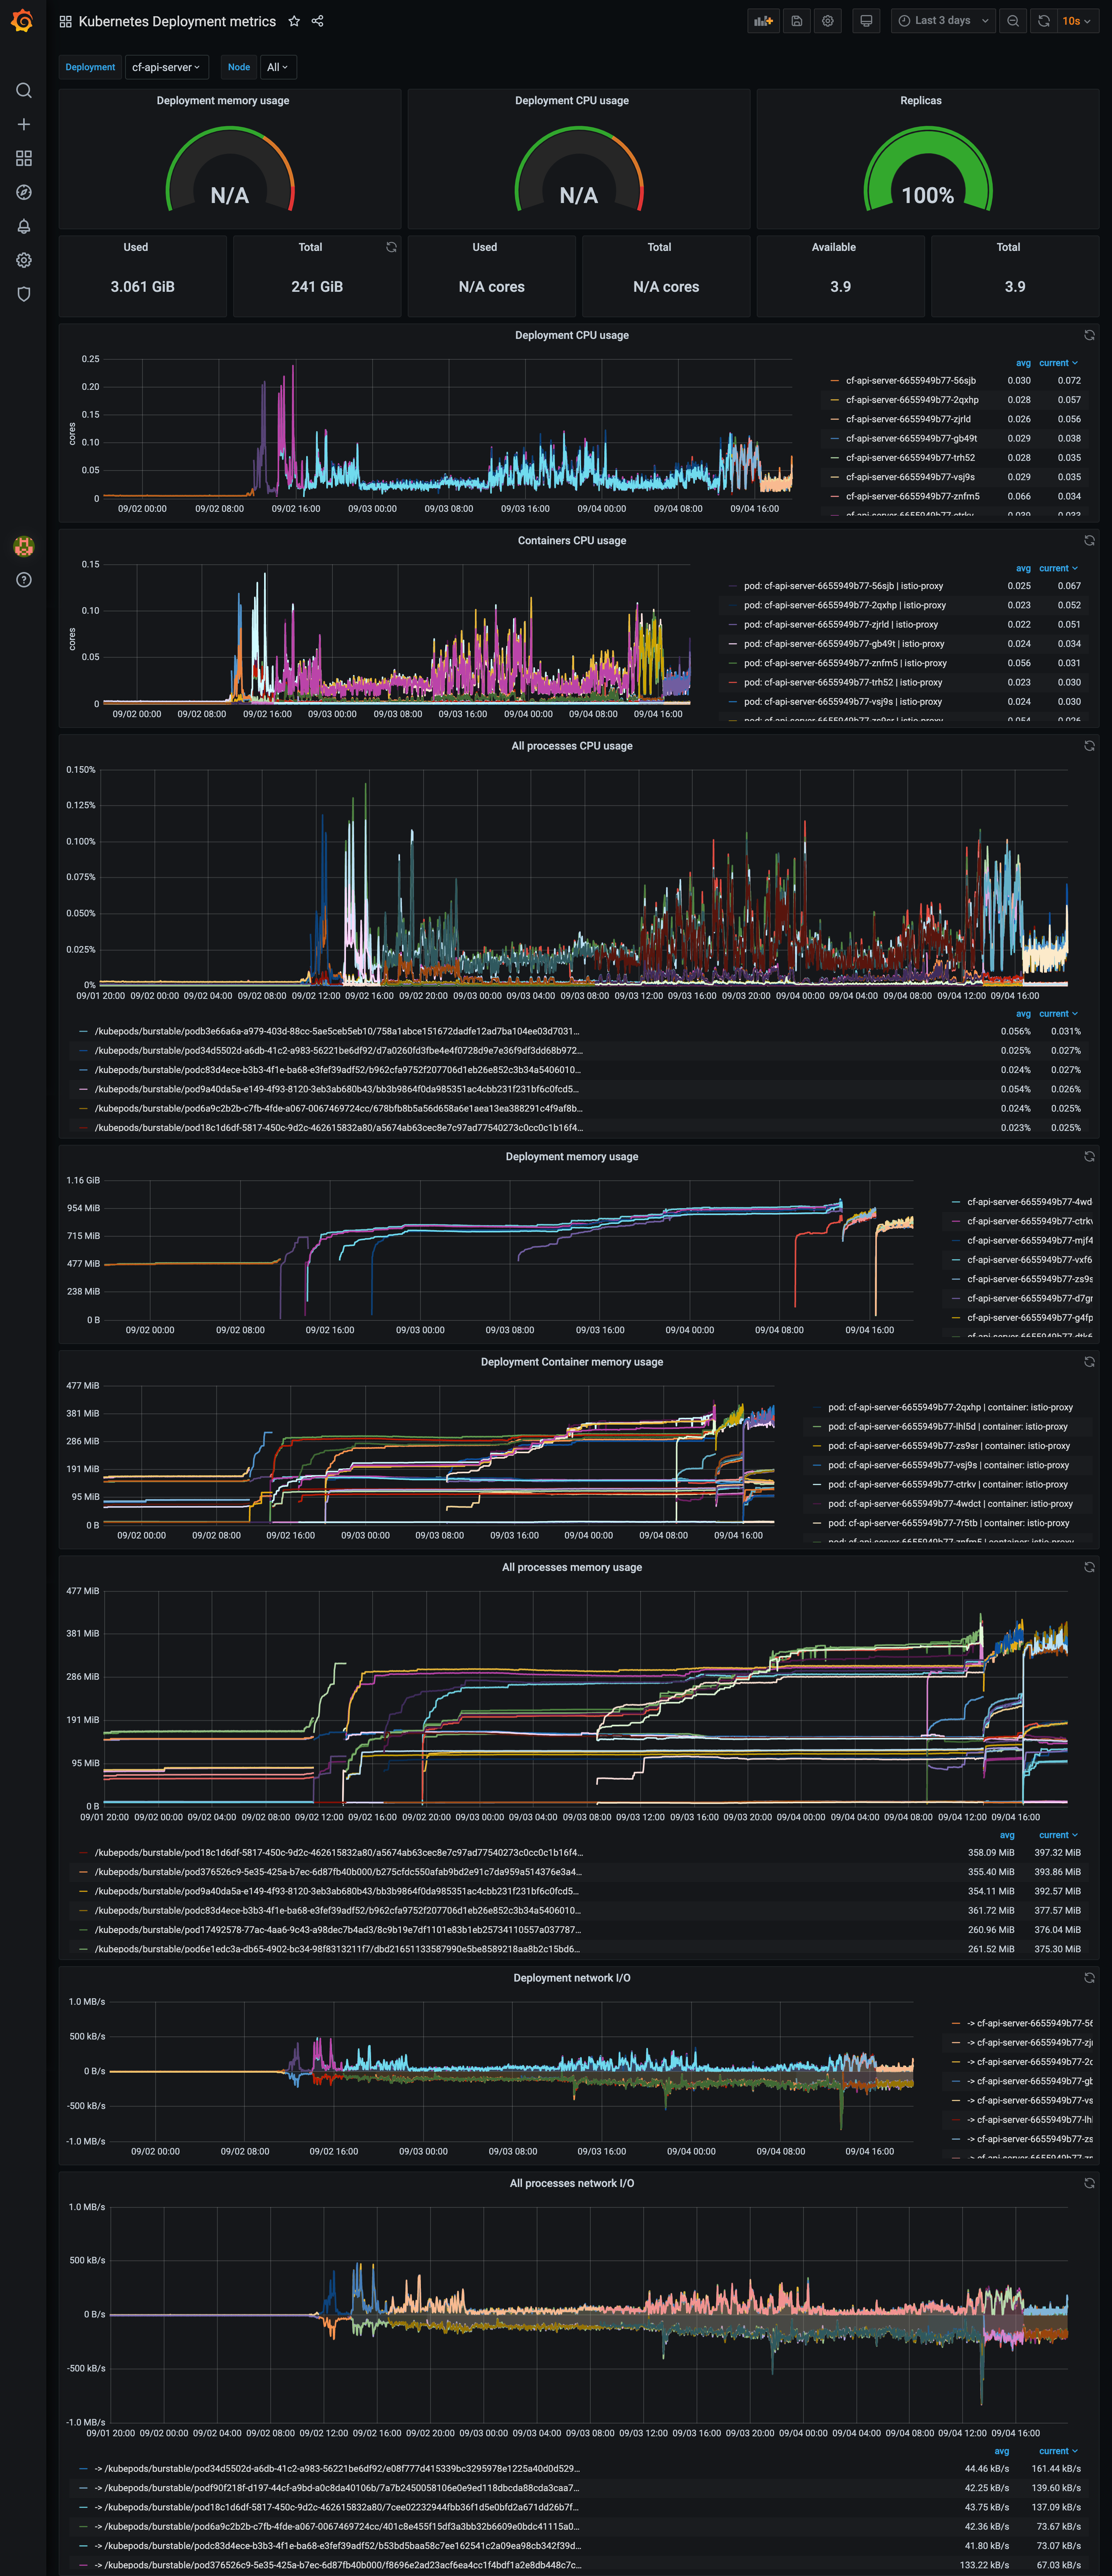 Kubernetes Deployment metrics
Last 3 days
10s
Deployment cf-api-server Node All
Deployment memory usage
N/A
Deployment CPU usage
N/A
Replicas
100%
Used
3.061 GiB
Total
241 GiB
Used
N/A cores
Total
N/A cores
Available
3.9
Total
3.9
Deployment CPU usage
cores
0.25
0.20
0.15
0.10
0.05
0
09/02 00:00 09/02 08:00 09/02 16:00 09/03 00:00 09/03 08:00 09/03 16:00 09/04 00:00 09/04 08:00 09/04 16:00
avg current
cf-api-server-6655949b77-56sjb 0.030 0.072
cf-api-server-6655949b77-2qxhp 0.028 0.057
cf-api-server-6655949b77-zjrld 0.026 0.056
cf-api-server-6655949b77-gb49t 0.029 0.038
cf-api-server-6655949b77-trh52 0.028 0.035
cf-api-server-6655949b77-vsj9s 0.029 0.035
cf-api-server-6655949b77-znfm5 0.066 0.034
Containers CPU usage
cores
0.15
0.10
0.05
0
09/02 00:00 09/02 08:00 09/02 16:00 09/03 00:00 09/03 08:00 09/03 16:00 09/04 00:00 09/04 08:00 09/04 16:00
avg current
pod: cf-api-server-6655949b77-56sjb | istio-proxy 0.025 0.067
pod: cf-api-server-6655949b77-2qxhp | istio-proxy 0.023 0.052
pod: cf-api-server-6655949b77-zjrld | istio-proxy 0.022 0.051
pod: cf-api-server-6655949b77-gb49t | istio-proxy 0.024 0.034
pod: cf-api-server-6655949b77-znfm5 | istio-proxy 0.056 0.031
pod: cf-api-server-6655949b77-trh52 | istio-proxy 0.023 0.030
pod: cf-api-server-6655949b77-vsj9s | istio-proxy 0.024 0.030
All processes CPU usage
0.150%
0.125%
0.100%
0.075%
0.050%
0.025%
0%
09/01 20:00 09/02 00:00 09/02 04:00 09/02 08:00 09/02 12:00 09/02 16:00 09/02 20:00 09/03 00:00 09/03 04:00 09/03 08:00 09/03 12:00 09/03 16:00 09/03 20:00 09/04 00:00 09/04 04:00 09/04 08:00 09/04 12:00 09/04 16:00
avg current
/kubepods/burstable/podb3e66a6a-a979-403d-88cc-5ae5ceb5eb10/758a1abce151672dadfe12ad7ba104ee03d7031... 0.056% 0.031%
/kubepods/burstable/pod34d5502d-a6db-41c2-a983-56221be6df92/d7a0260fd3fbe4e4f0728d9e7e36f9df3dd68b972... 0.025% 0.027%
/kubepods/burstable/podc83d4ece-b3b3-4f1e-ba68-e3fef39adf52/b962cfa9752f207706d1eb26e852c3b34a5406010... 0.024% 0.027%
/kubepods/burstable/pod9a40da5a-e149-4f93-8120-3eb3ab680b43/bb3b9864f0da985351ac4cbb231f231bf6c0fcd5... 0.054% 0.026%
/kubepods/burstable/pod6a9c2b2b-c7fb-4fde-a067-0067469724cc/678bfb8b5a56d658a6e1aea13ea388291c4f9af8b... 0.024% 0.025%
/kubepods/burstable/pod18c1d6df-5817-450c-9d2c-462615832a80/a5674ab63cec8e7c97ad77540273c0cc0c1b16f4... 0.023% 0.025%
Deployment memory usage
1.16 GiB
954 MiB
715 MiB
477 MiB
238 MiB
0 B
09/02 00:00 09/02 08:00 09/02 16:00 09/03 00:00 09/03 08:00 09/03 16:00 09/04 00:00 09/04 08:00 09/04 16:00
cf-api-server-6655949b77-4wd
cf-api-server-6655949b77-ctrk
cf-api-server-6655949b77-mjf4
cf-api-server-6655949b77-vxf6
cf-api-server-6655949b77-zs9s
cf-api-server-6655949b77-d7gr
cf-api-server-6655949b77-g4fp
Deployment Container memory usage
477 MiB
381 MiB
286 MiB
191 MiB
95 MiB
0 B
09/02 00:00 09/02 08:00 09/02 16:00 09/03 00:00 09/03 08:00 09/03 16:00 09/04 00:00 09/04 08:00 09/04 16:00
pod: cf-api-server-6655949b77-2qxhp | container: istio-proxy
pod: cf-api-server-6655949b77-lhl5d | container: istio-proxy
pod: cf-api-server-6655949b77-zs9sr | container: istio-proxy
pod: cf-api-server-6655949b77-vsj9s | container: istio-proxy
pod: cf-api-server-6655949b77-ctrkv | container: istio-proxy
pod: cf-api-server-6655949b77-4wdct | container: istio-proxy
pod: cf-api-server-6655949b77-7r5tb | container: istio-proxy
All processes memory usage
477 MiB
381 MiB
286 MiB
191 MiB
95 MiB
0 B
09/01 20:00 09/02 00:00 09/02 04:00 09/02 08:00 09/02 12:00 09/02 16:00 09/02 20:00 09/03 00:00 09/03 04:00 09/03 08:00 09/03 12:00 09/03 16:00 09/03 20:00 09/04 00:00 09/04 04:00 09/04 08:00 09/04 12:00 09/04 16:00
avg current
/kubepods/burstable/pod18c1d6df-5817-450c-9d2c-462615832a80/a5674ab63cec8e7c97ad77540273c0cc0c1b16f4... 358.09 MiB 397.32 MiB
/kubepods/burstable/pod376526c9-5e35-425a-b7ec-6d87fb40b000/b275cfdc550afab9bd2e91c7da959a514376e3a4... 355.40 MiB 393.86 MiB
/kubepods/burstable/pod9a40da5a-e149-4f93-8120-3eb3ab680b43/bb3b9864f0da985351ac4cbb231f231bf6c0fcd5... 354.11 MiB 392.57 MiB
/kubepods/burstable/podc83d4ece-b3b3-4f1e-ba68-e3fef39adf52/b962cfa9752f207706d1eb26e852c3b34a5406010... 361.72 MiB 377.57 MiB
/kubepods/burstable/pod17492578-77ac-4aa6-9c43-a98dec7b4ad3/8c9b19e7df1101e83b1eb25734110557a037787... 260.96 MiB 376.04 MiB
/kubepods/burstable/pod6e1edc3a-db65-4902-bc34-98f8313211f7/dbd21651133587990e5be8589218aa8b2c15bd6... 261.52 MiB 375.30 MiB
Deployment network I/O
1.0 MB/s
500 kB/s
0 B/s
-500 kB/s
-1.0 MB/s
09/02 00:00 09/02 08:00 09/02 16:00 09/03 00:00 09/03 08:00 09/03 16:00 09/04 00:00 09/04 08:00 09/04 16:00
-> cf-api-server-6655949b77-56
-> cf-api-server-6655949b77-zji
-> cf-api-server-6655949b77-2c
-> cf-api-server-6655949b77-gb
-> cf-api-server-6655949b77-vs
-> cf-api-server-6655949b77-lh
-> cf-api-server-6655949b77-zs
All processes network I/O
1.0 MB/s
500 kB/s
0 B/s
-500 kB/s
-1.0 MB/s
09/01 20:00 09/02 00:00 09/02 04:00 09/02 08:00 09/02 12:00 09/02 16:00 09/02 20:00 09/03 00:00 09/03 04:00 09/03 08:00 09/03 12:00 09/03 16:00 09/03 20:00 09/04 00:00 09/04 04:00 09/04 08:00 09/04 12:00 09/04 16:00
avg current
-> /kubepods/burstable/pod34d5502d-a6db-41c2-a983-56221be6df92/e08f777d415339bc3295978e1225a40d0d529... 44.46 kB/s 161.44 kB/s
-> /kubepods/burstable/podf90f218f-d197-44cf-a9bd-a0c8da40106b/7a7b2450058106e0e9ed118dbcda88cda3caa7... 42.25 kB/s 139.60 kB/s
-> /kubepods/burstable/pod18c1d6df-5817-450c-9d2c-462615832a80/7cee02232944fbb36f1d5e0bfd2a671dd26b7f... 43.75 kB/s 137.09 kB/s
-> /kubepods/burstable/pod6a9c2b2b-c7fb-4fde-a067-0067469724cc/401c8e455f15df3a3bb32b6609e0bdc41115a0... 42.36 kB/s 73.67 kB/s
-> /kubepods/burstable/podc83d4ece-b3b3-4f1e-ba68-e3fef39adf52/b53bd5baa58c7ee162541c2a09ea98cb342f39d... 41.80 kB/s 73.07 kB/s
-> /kubepods/burstable/pod376526c9-5e35-425a-b7ec-6d87fb40b000/f8696e2ad23acf6ea4cc1f4bdf1a2e8db448c7c... 133.22 kB/s 67.03 kB/s